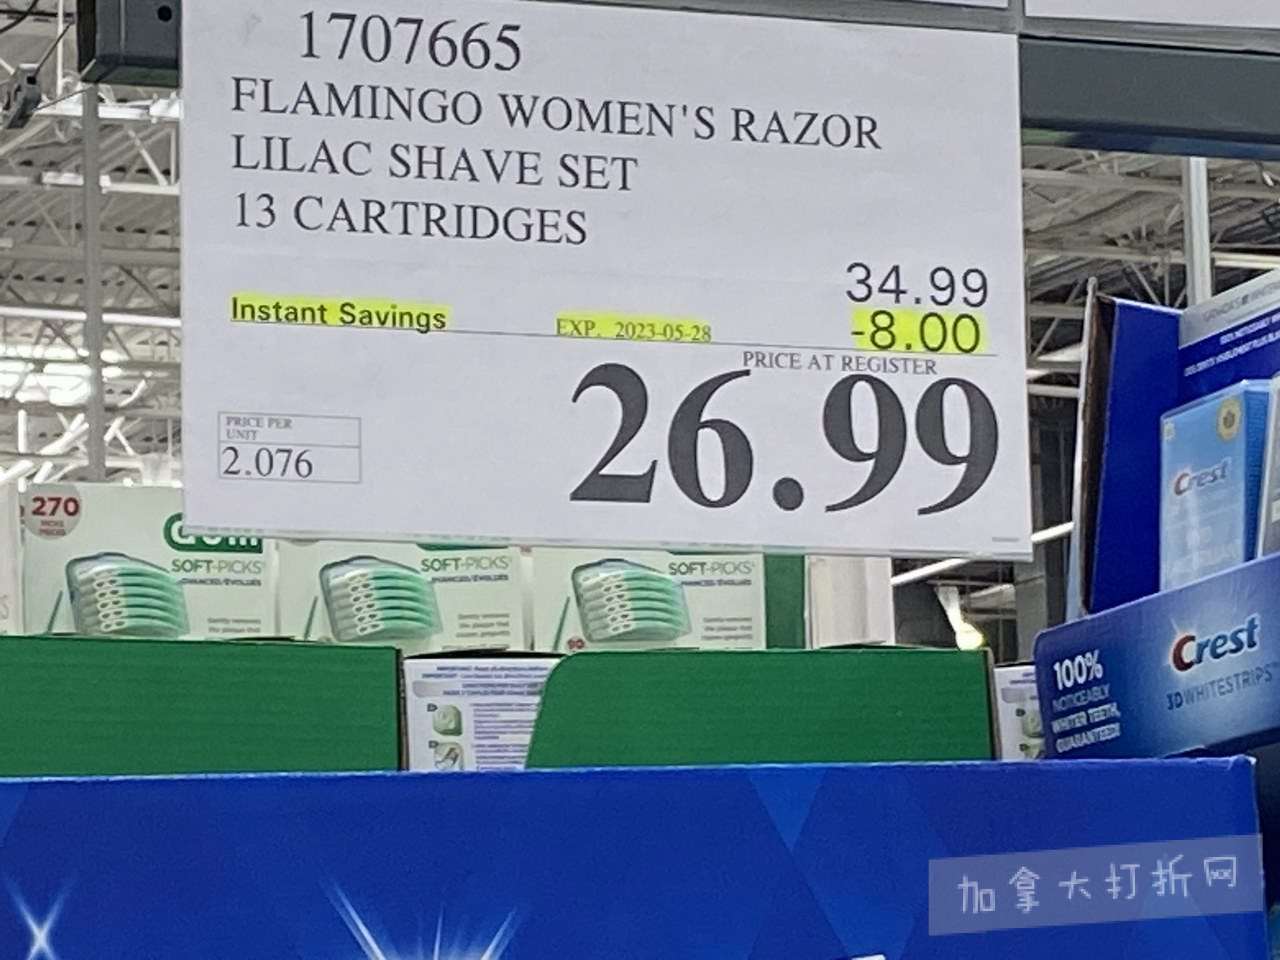 1707665
FLAMINGO WOMEN'S RAZOR
LILAC SHAVE SET
13 CARTRIDGES
34.99
Instant Savings EXP. 2023-05-28 -8.00
PRICE AT REGISTER
26.99
PRICE PER
UNIT
2.076
270
GUM
SOFT-PICKS
SOFT-PICKS
SOFT-PICKS
Crest
100%
NOTICEABLY
WHITER TEETH,
GUARANTEED
Crest
3DWHITESTRIPS
加拿大打折网